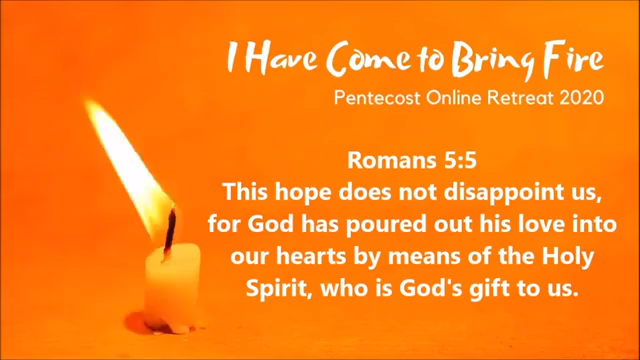 I Have Come to Bring Fire
Pentecost Online Retreat 2020
Romans 5:5
This hope does not disappoint us,
for God has poured out his love into
our hearts by means of the Holy
Spirit, who is God's gift to us.